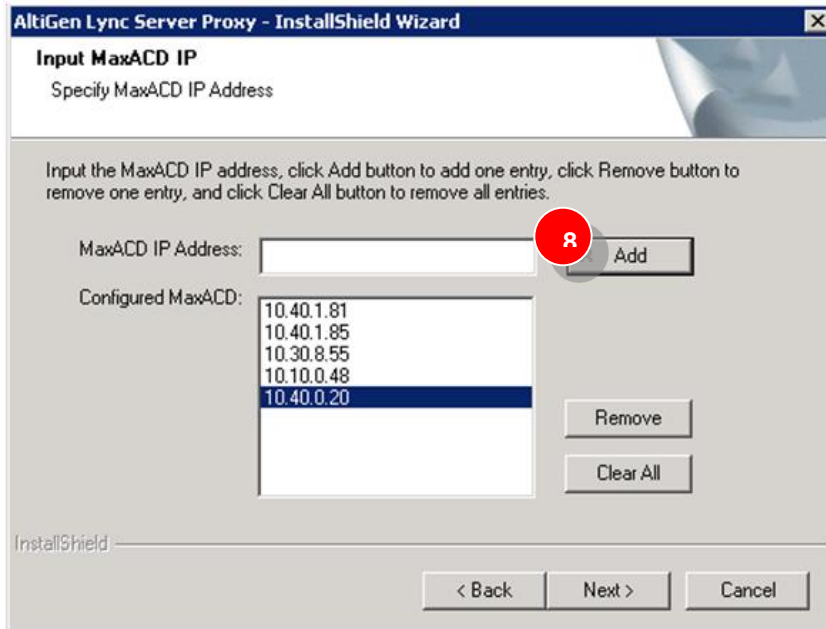 AltiGen Lync Server Proxy - InstallShield Wizard
Input MaxACD IP
Specify MaxACD IP Address
Input the MaxACD IP address, click Add button to add one entry, click Remove button to
remove one entry, and click Clear All button to remove all entries.
MaxACD IP Address:
8
Add
Configured MaxACD:
10.40.1.81
10.40.1.85
10.30.8.55
10.10.0.48
10.40.0.20
Remove
Clear All
InstallShield
< Back
Next >
Cancel